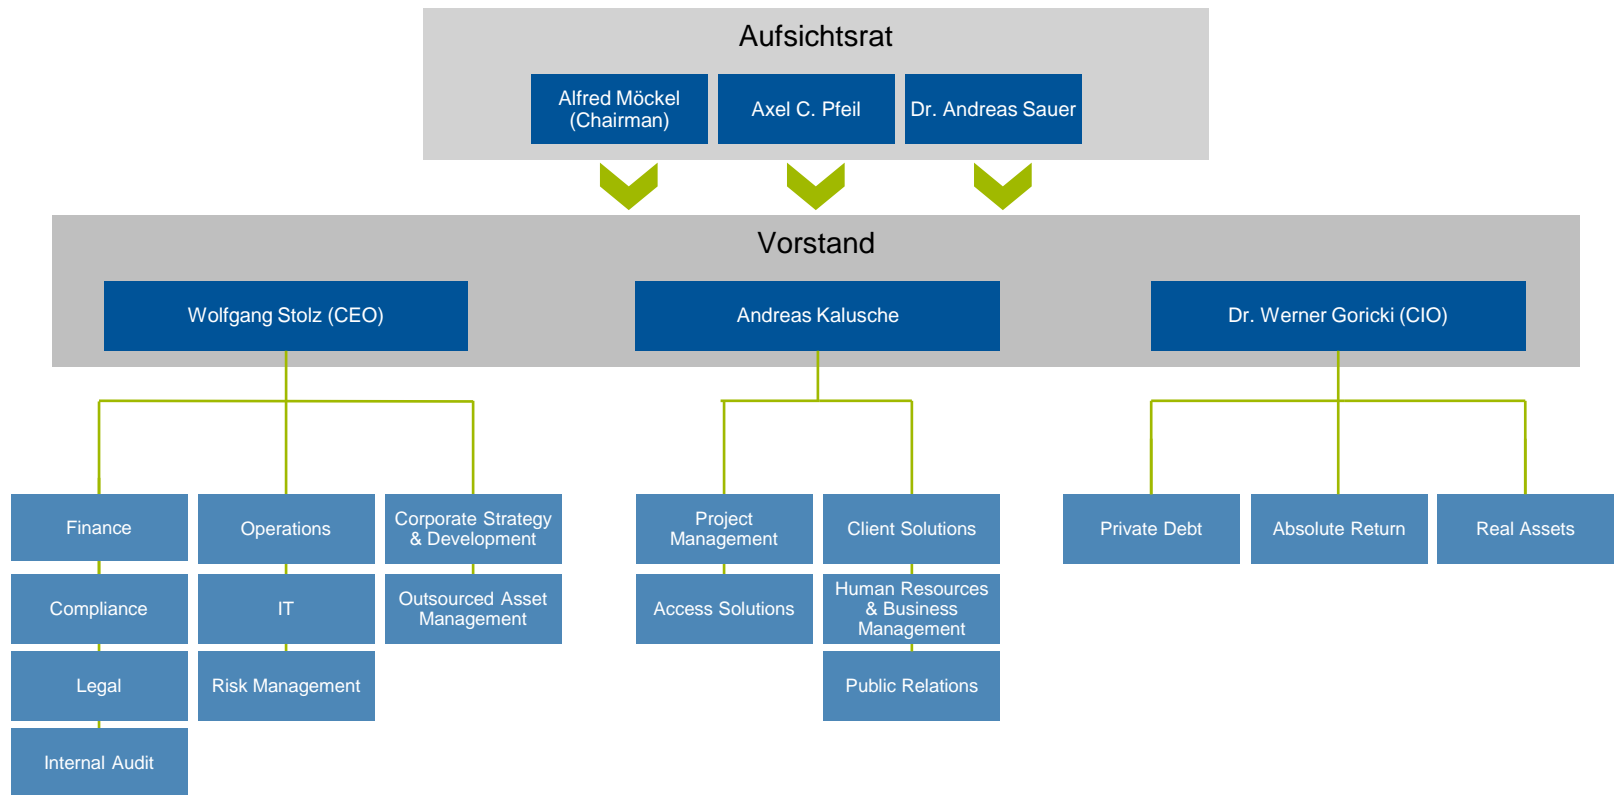 Aufsichtsrat
Alfred Möckel
(Chairman)
Axel C. Pfeil
Dr. Andreas Sauer
Vorstand
Wolfgang Stolz (CEO)
Andreas Kalusche
Dr. Werner Goricki (CIO)
Finance
Operations
Corporate Strategy
& Development
Project
Management
Client Solutions
Private Debt
Absolute Return
Real Assets
Compliance
IT
Outsourced Asset
Management
Access Solutions
Human Resources
& Business
Management
Legal
Risk Management
Public Relations
Internal Audit